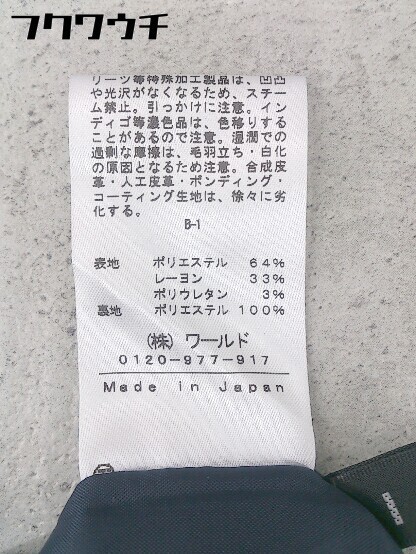 フクワウチ
リーツ等特殊加工製品は、凹凸
や光沢がなくなるため、スチー
ム禁止。引っかけに注意。イン
ディゴ等濃色品は、色移りする
ことがあるので注意。湿潤での
過剰な摩擦は、毛羽立ち・白化
の原因となるため注意。合成皮
革・人工皮革・ボンディング・
コーティング生地は、徐々に劣
化する。
B-1
表地 ポリエステル 64%
レーヨン 33%
ポリウレタン 3%
裏地 ポリエステル 100%
(株) ワールド
0120-977-917
Made in Japan